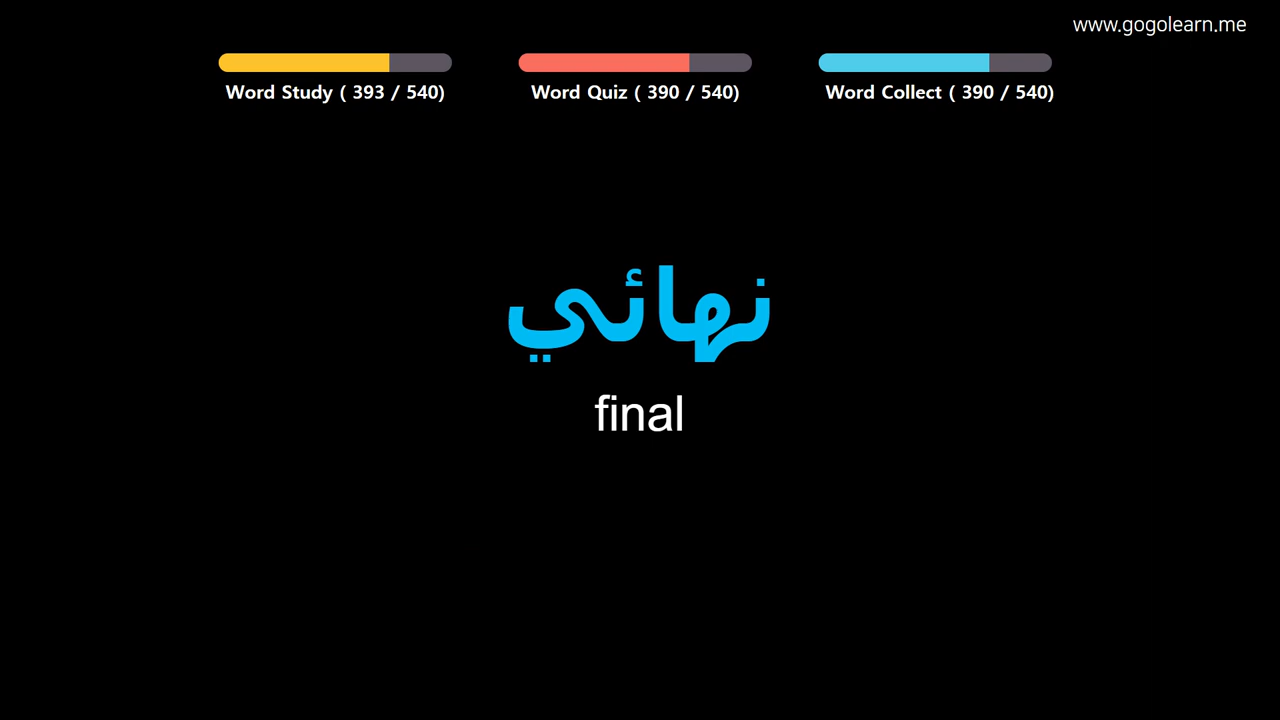 www.gogolearn.me
Word Study ( 393 / 540)
Word Quiz ( 390 / 540)
Word Collect ( 390 / 540)
نهائي
final